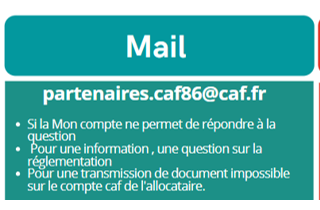 Mail
partenaires.caf86@caf.fr
• Si la Mon compte ne permet de répondre à la
question
• Pour une information , une question sur la
réglementation
• Pour une transmission de document impossible
sur le compte caf de l'allocataire.